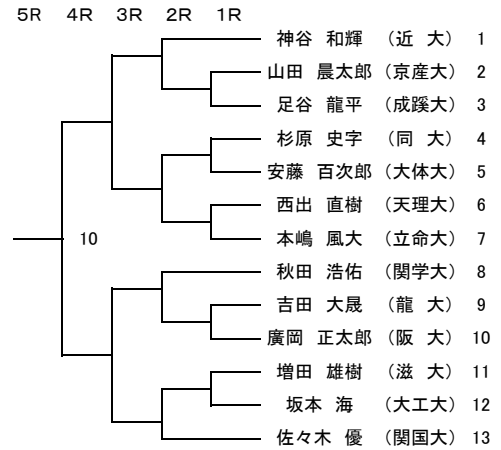 5R 4R 3R 2R 1R
神谷 和輝 （近 大） 1
山田 晨太郎 （京産大） 2
足谷 龍平 （成蹊大） 3
杉原 史字 （同 大） 4
安藤 百次郎 （大体大） 5
西出 直樹 （天理大） 6
10 本嶋 風大 （立命大） 7
秋田 浩佑 （関学大） 8
吉田 大晟 （龍 大） 9
廣岡 正太郎 （阪 大） 10
増田 雄樹 （滋 大） 11
坂本 海 （大工大） 12
佐々木 優 （関国大） 13